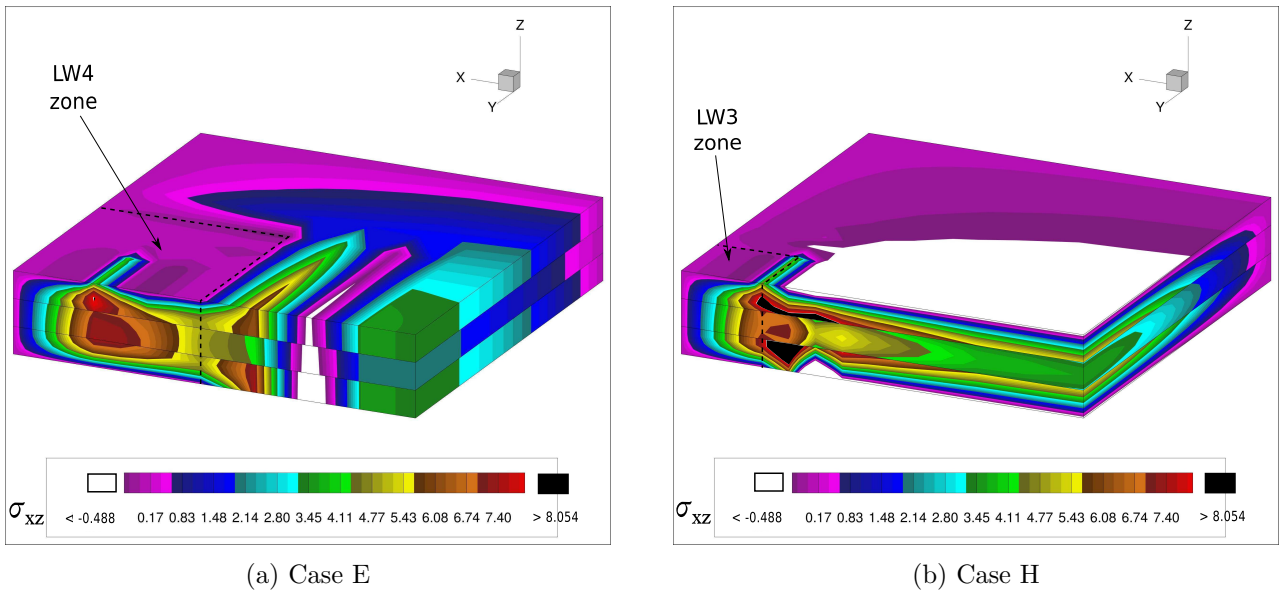 Z
X
Y
LW4
zone
σxz
< -0.488 0.17 0.83 1.48 2.14 2.80 3.45 4.11 4.77 5.43 6.08 6.74 7.40 > 8.054
(a) Case E
Z
X
Y
LW3
zone
σxz
< -0.488 0.17 0.83 1.48 2.14 2.80 3.45 4.11 4.77 5.43 6.08 6.74 7.40 > 8.054
(b) Case H